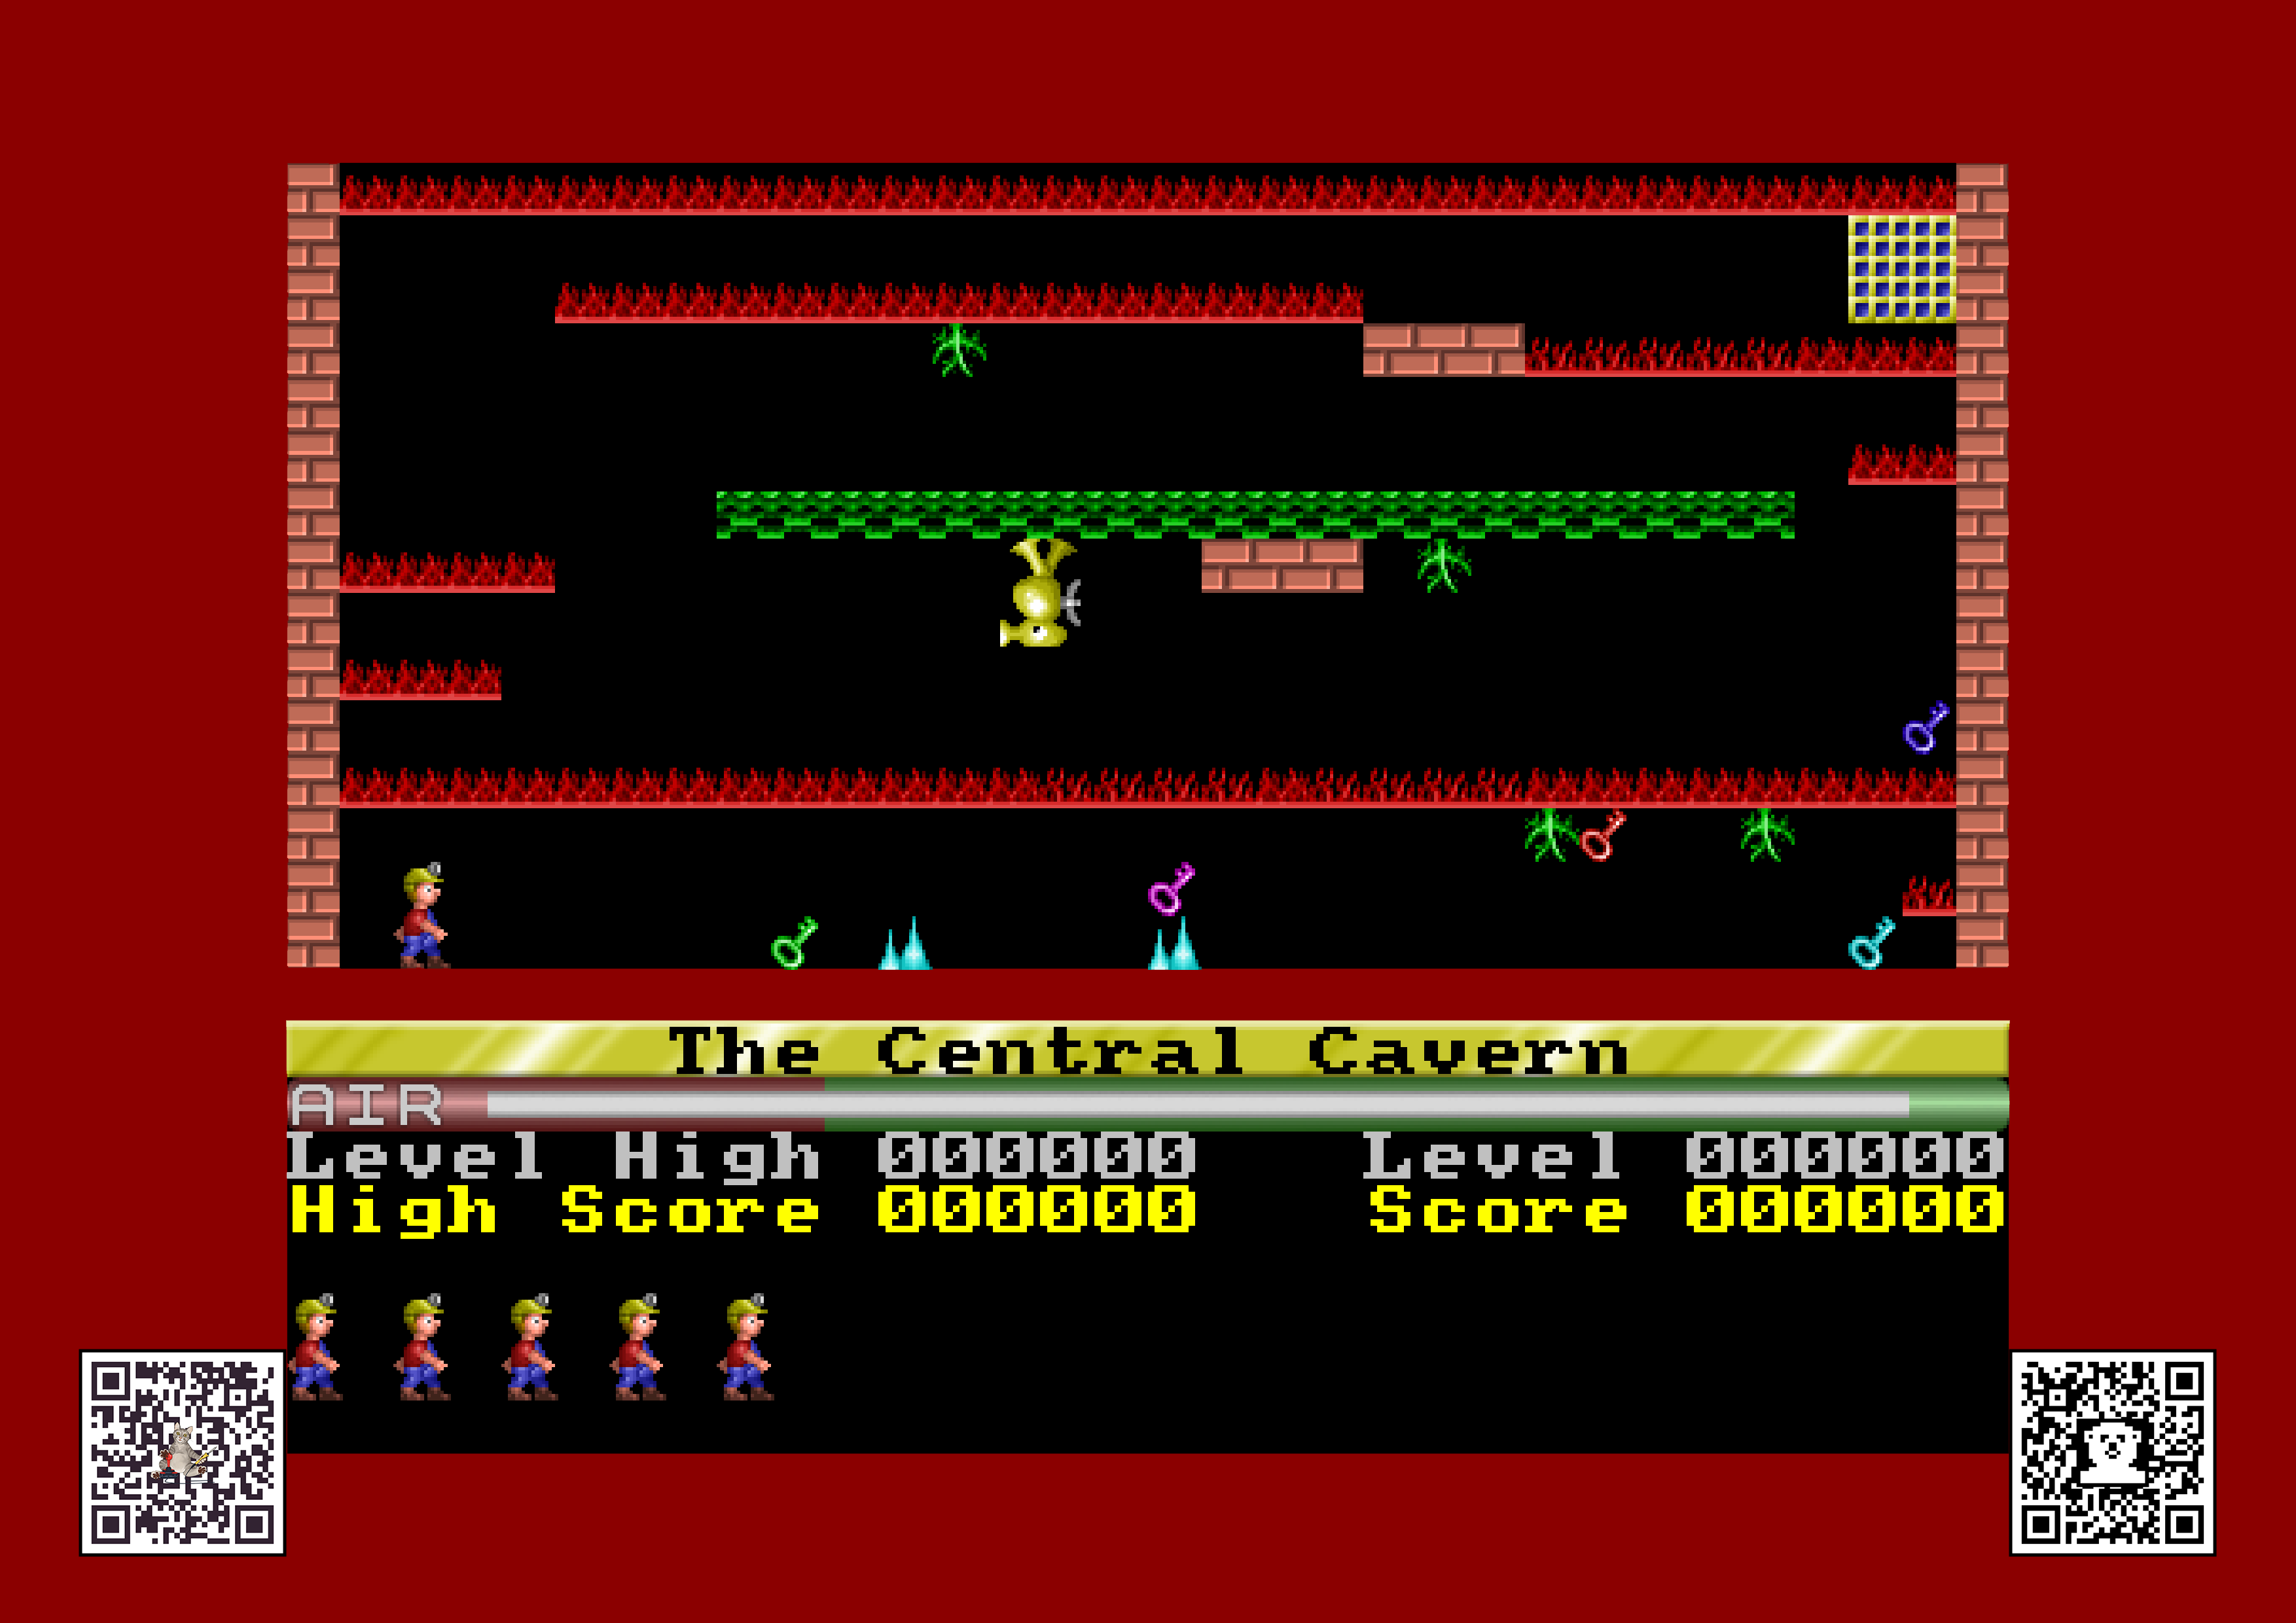 The Central Cavern
AIR
Level High 000000 Level 000000
High Score 000000 Score 000000